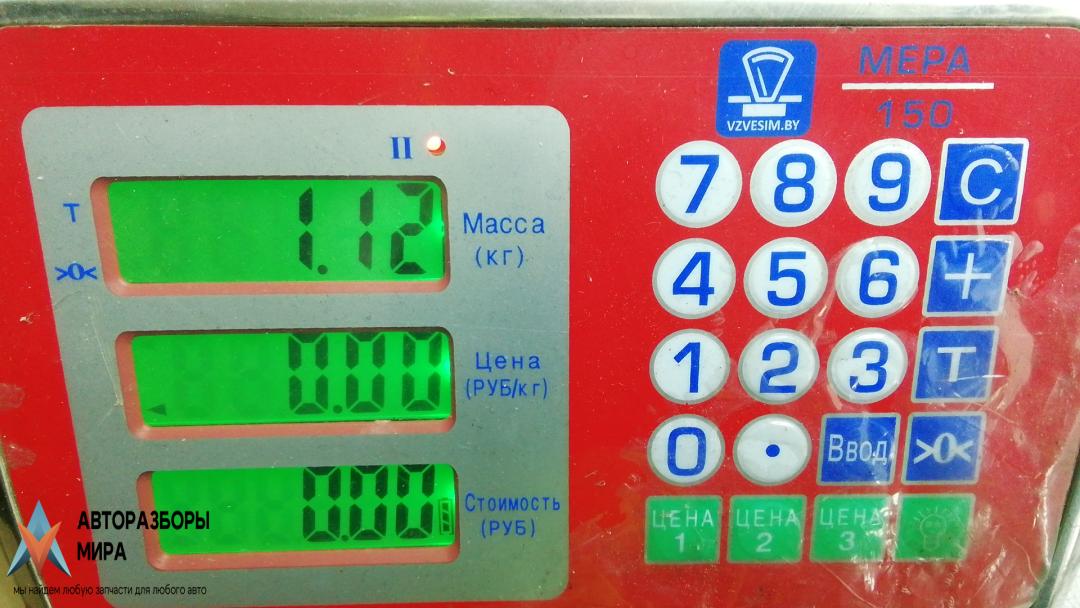 МЕРА
150
VZVESIM.BY
II
T
>0<
1.12
Масса
(кг)
0.00
Цена
(РУБ/кг)
0.00
Стоимость
(РУБ)
7 8 9 C
4 5 6 +
1 2 3 T
0 . Ввод >0<
ЦЕНА 1
ЦЕНА 2
ЦЕНА 3
АВТОРАЗБОРЫ
МИРА
мы найдем любую запчасти для любого авто